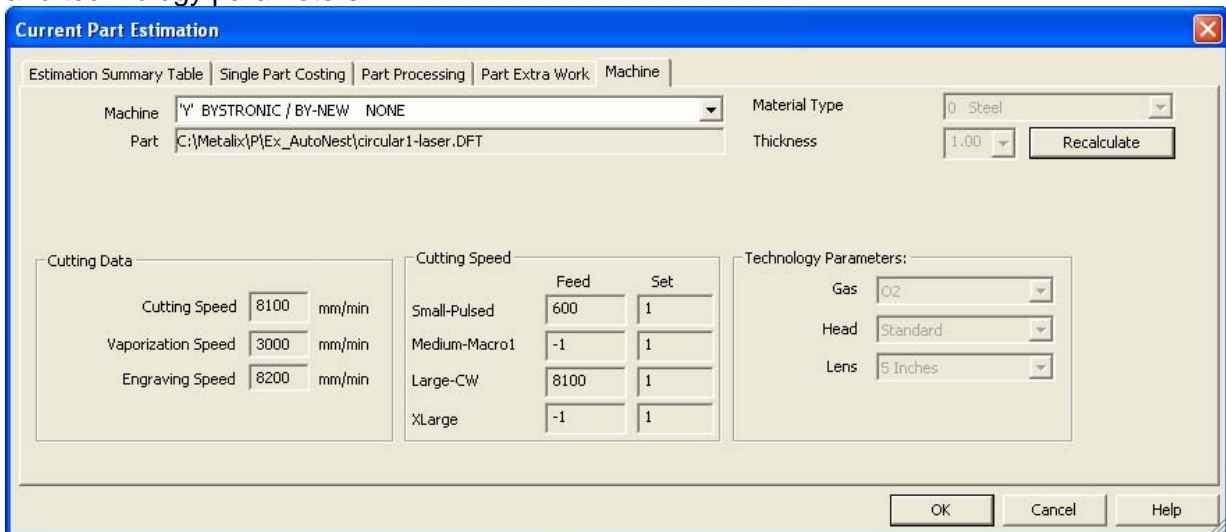 Current Part Estimation
Estimation Summary Table Single Part Costing Part Processing Part Extra Work Machine
Machine 'Y' BYSTRONIC / BY-NEW NONE Material Type 0 Steel
Part C:\Metalix\P\Ex_AutoNest\circular1-laser.DFT Thickness 1.00 Recalculate
Cutting Data
Cutting Speed 8100 mm/min
Vaporization Speed 3000 mm/min
Engraving Speed 8200 mm/min
Cutting Speed
Feed Set
Small-Pulsed 600 1
Medium-Macro1 -1 1
Large-CW 8100 1
XLarge -1 1
Technology Parameters:
Gas O2
Head Standard
Lens 5 Inches
OK Cancel Help